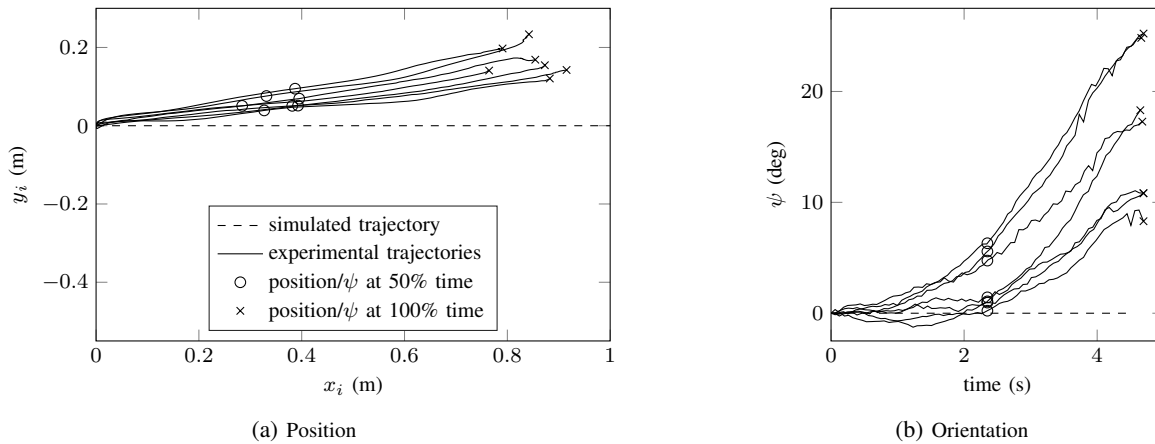 0.2
0
−0.2
−0.4
y_i (m)
simulated trajectory
experimental trajectories
position/ψ at 50% time
position/ψ at 100% time
0 0.2 0.4 0.6 0.8 1
x_i (m)
(a) Position
20
10
0
ψ (deg)
0 2 4
time (s)
(b) Orientation